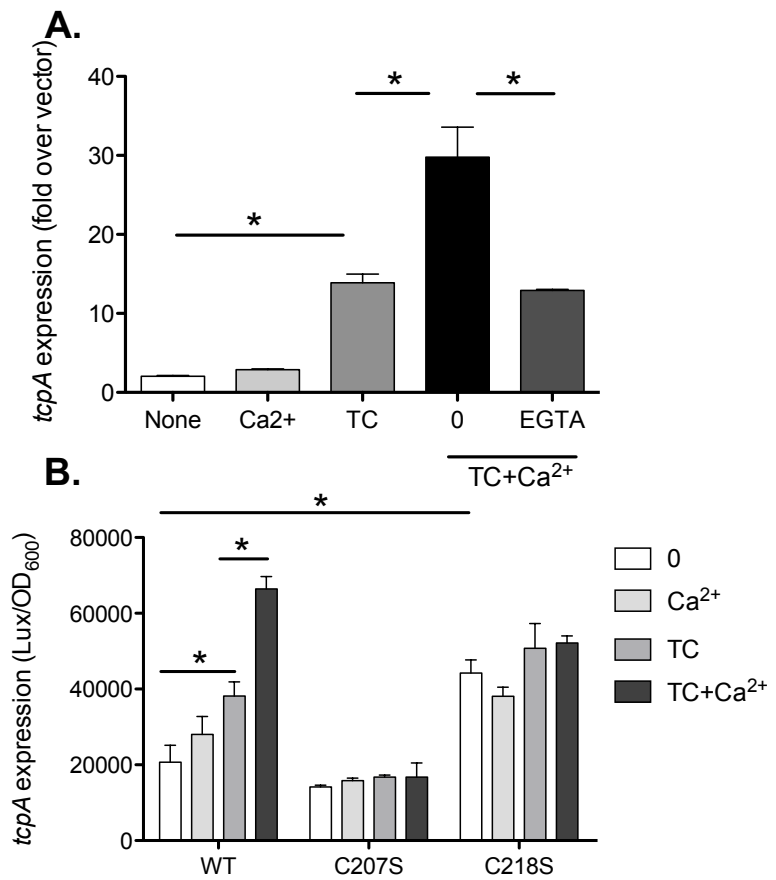 A.
tcpA expression (fold over vector)
40
30
20
10
0
*
*
*
None Ca2+ TC 0 EGTA
TC+Ca²⁺
B.
tcpA expression (Lux/OD₆₀₀)
80000
60000
40000
20000
0
*
*
*
WT C207S C218S
0
Ca²⁺
TC
TC+Ca²⁺